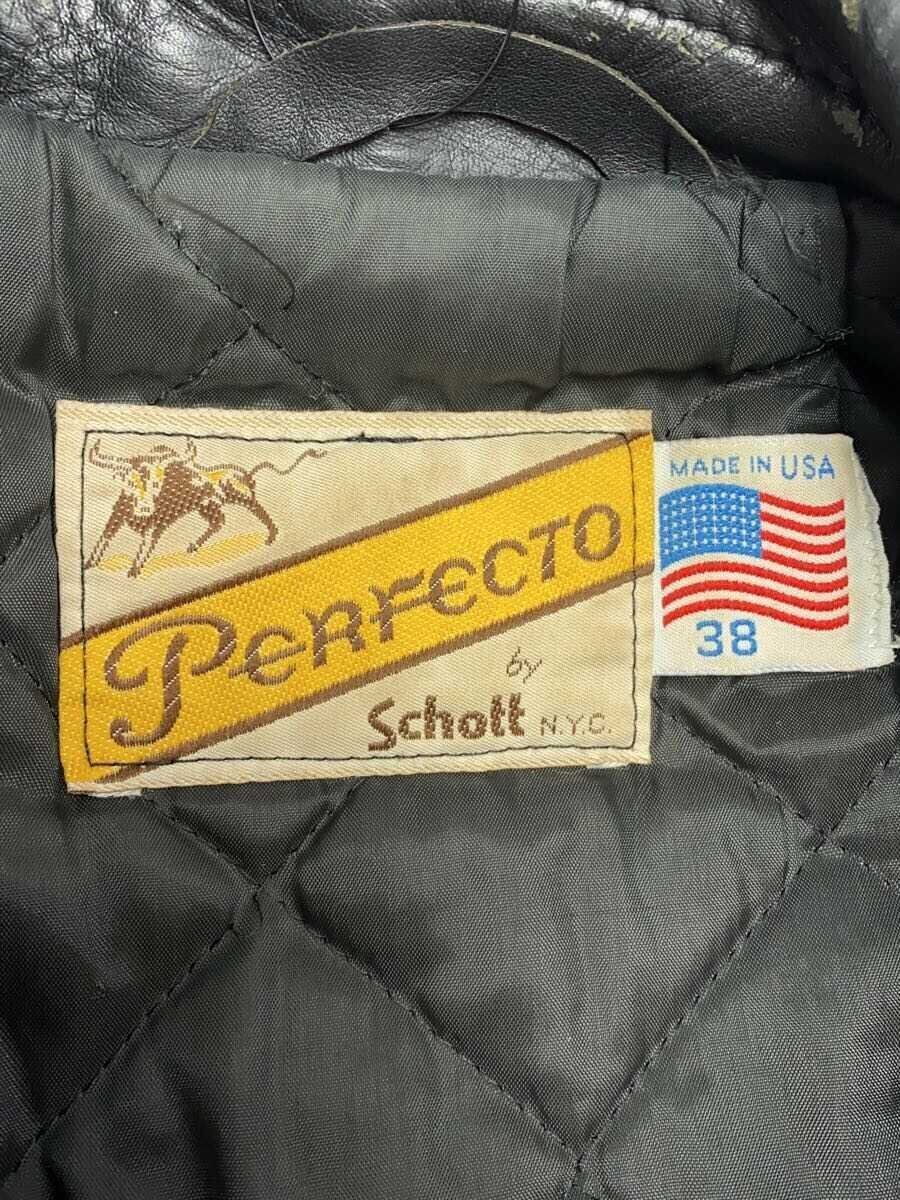 PERFECTO
by
Schott N.Y.C.
MADE IN USA
38